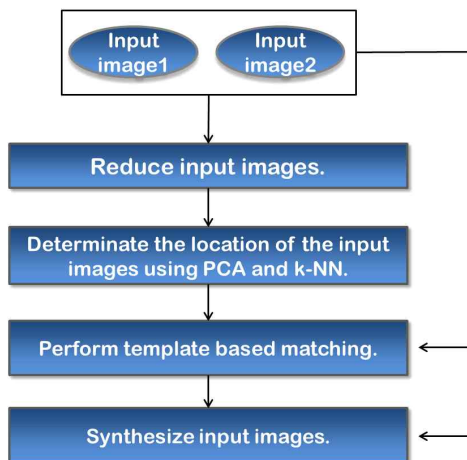 Input
image1
Input
image2
Reduce input images.
Determinate the location of the input
images using PCA and k-NN.
Perform template based matching.
Synthesize input images.